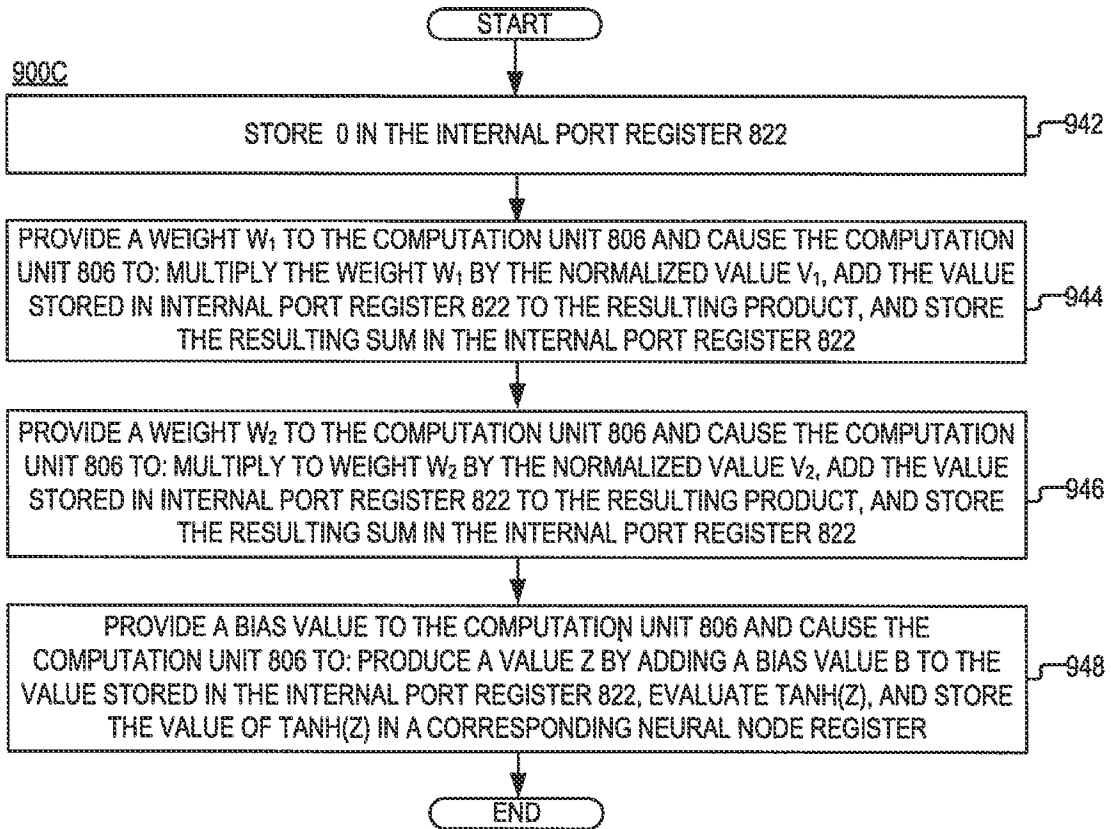 START
900C
STORE 0 IN THE INTERNAL PORT REGISTER 822
942
PROVIDE A WEIGHT W₁ TO THE COMPUTATION UNIT 806 AND CAUSE THE COMPUTATION
UNIT 806 TO: MULTIPLY THE WEIGHT W₁ BY THE NORMALIZED VALUE V₁, ADD THE VALUE
STORED IN INTERNAL PORT REGISTER 822 TO THE RESULTING PRODUCT, AND STORE
THE RESULTING SUM IN THE INTERNAL PORT REGISTER 822
944
PROVIDE A WEIGHT W₂ TO THE COMPUTATION UNIT 806 AND CAUSE THE COMPUTATION
UNIT 806 TO: MULTIPLY TO WEIGHT W₂ BY THE NORMALIZED VALUE V₂, ADD THE VALUE
STORED IN INTERNAL PORT REGISTER 822 TO THE RESULTING PRODUCT, AND STORE
THE RESULTING SUM IN THE INTERNAL PORT REGISTER 822
946
PROVIDE A BIAS VALUE TO THE COMPUTATION UNIT 806 AND CAUSE THE
COMPUTATION UNIT 806 TO: PRODUCE A VALUE Z BY ADDING A BIAS VALUE B TO THE
VALUE STORED IN THE INTERNAL PORT REGISTER 822, EVALUATE TANH(Z), AND STORE
THE VALUE OF TANH(Z) IN A CORRESPONDING NEURAL NODE REGISTER
948
END